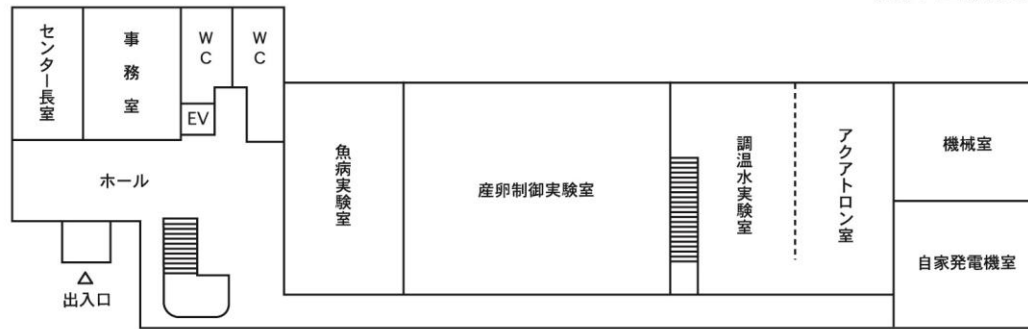 センター長室
事務室
WC
WC
EV
ホール
出入口
魚病実験室
産卵制御実験室
調温水実験室
アクアトロン室
機械室
自家発電機室